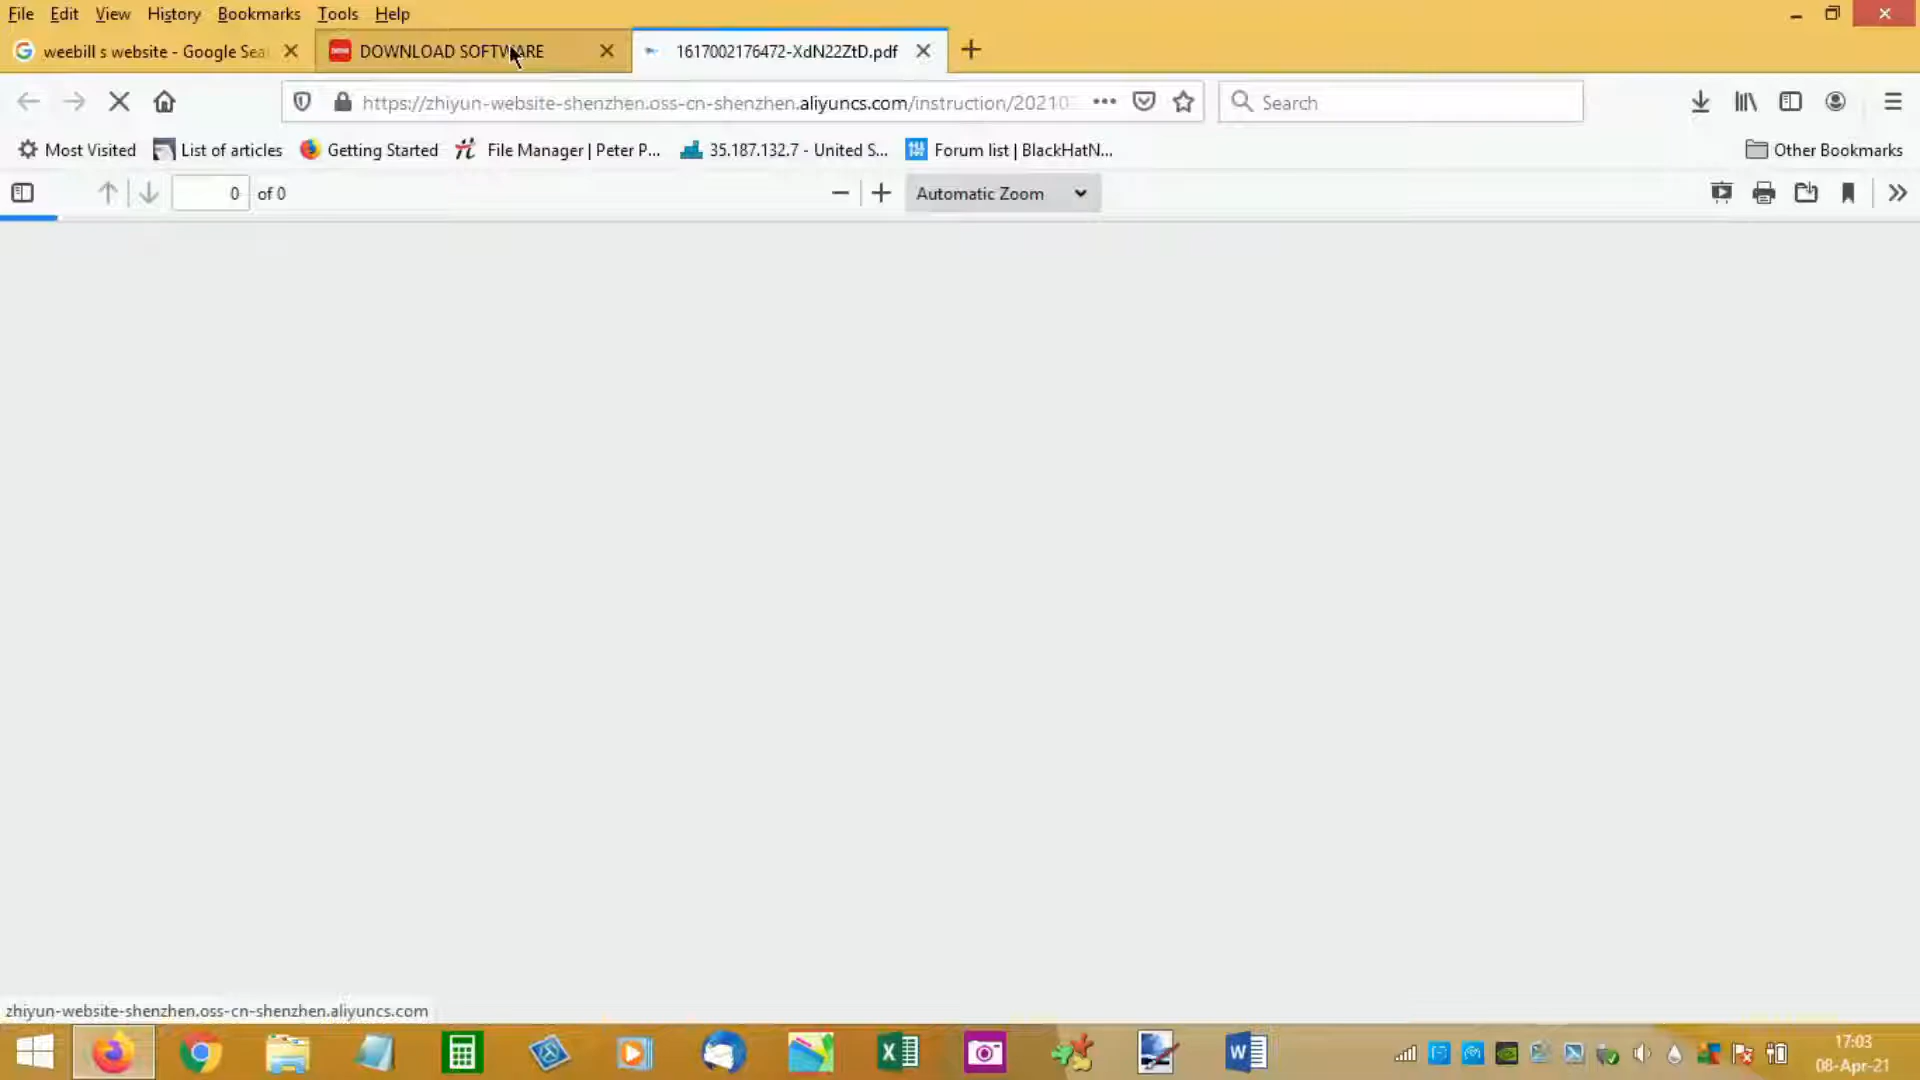 File Edit View History Bookmarks Tools Help
weebill s website - Google Sea
DOWNLOAD SOFTWARE
1617002176472-XdN22ZtD.pdf
https://zhiyun-website-shenzhen.oss-cn-shenzhen.aliyuncs.com/instruction/20210
Search
Most Visited List of articles Getting Started File Manager | Peter P... 35.187.132.7 - United S... Forum list | BlackHatN... Other Bookmarks
0 of 0 Automatic Zoom
zhiyun-website-shenzhen.oss-cn-shenzhen.aliyuncs.com
17:03
08-Apr-21